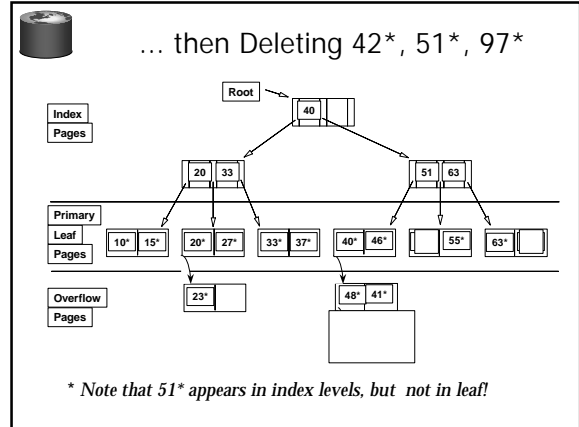 ... then Deleting 42*, 51*, 97*
Root
Index
Pages
40
20 33
51 63
Primary
Leaf
Pages
10* 15* 20* 27* 33* 37* 40* 46* 55* 63*
Overflow
Pages
23*
48* 41*
* Note that 51* appears in index levels, but not in leaf!